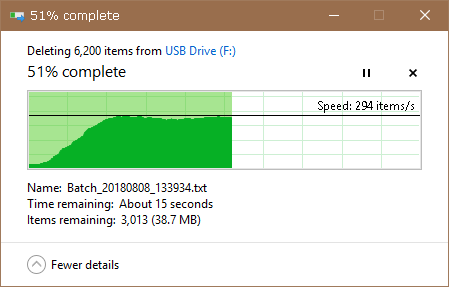 51% complete
Deleting 6,200 items from USB Drive (F:)
51% complete
Speed: 294 items/s
Name: Batch_20180808_133934.txt
Time remaining: About 15 seconds
Items remaining: 3,013 (38.7 MB)
Fewer details